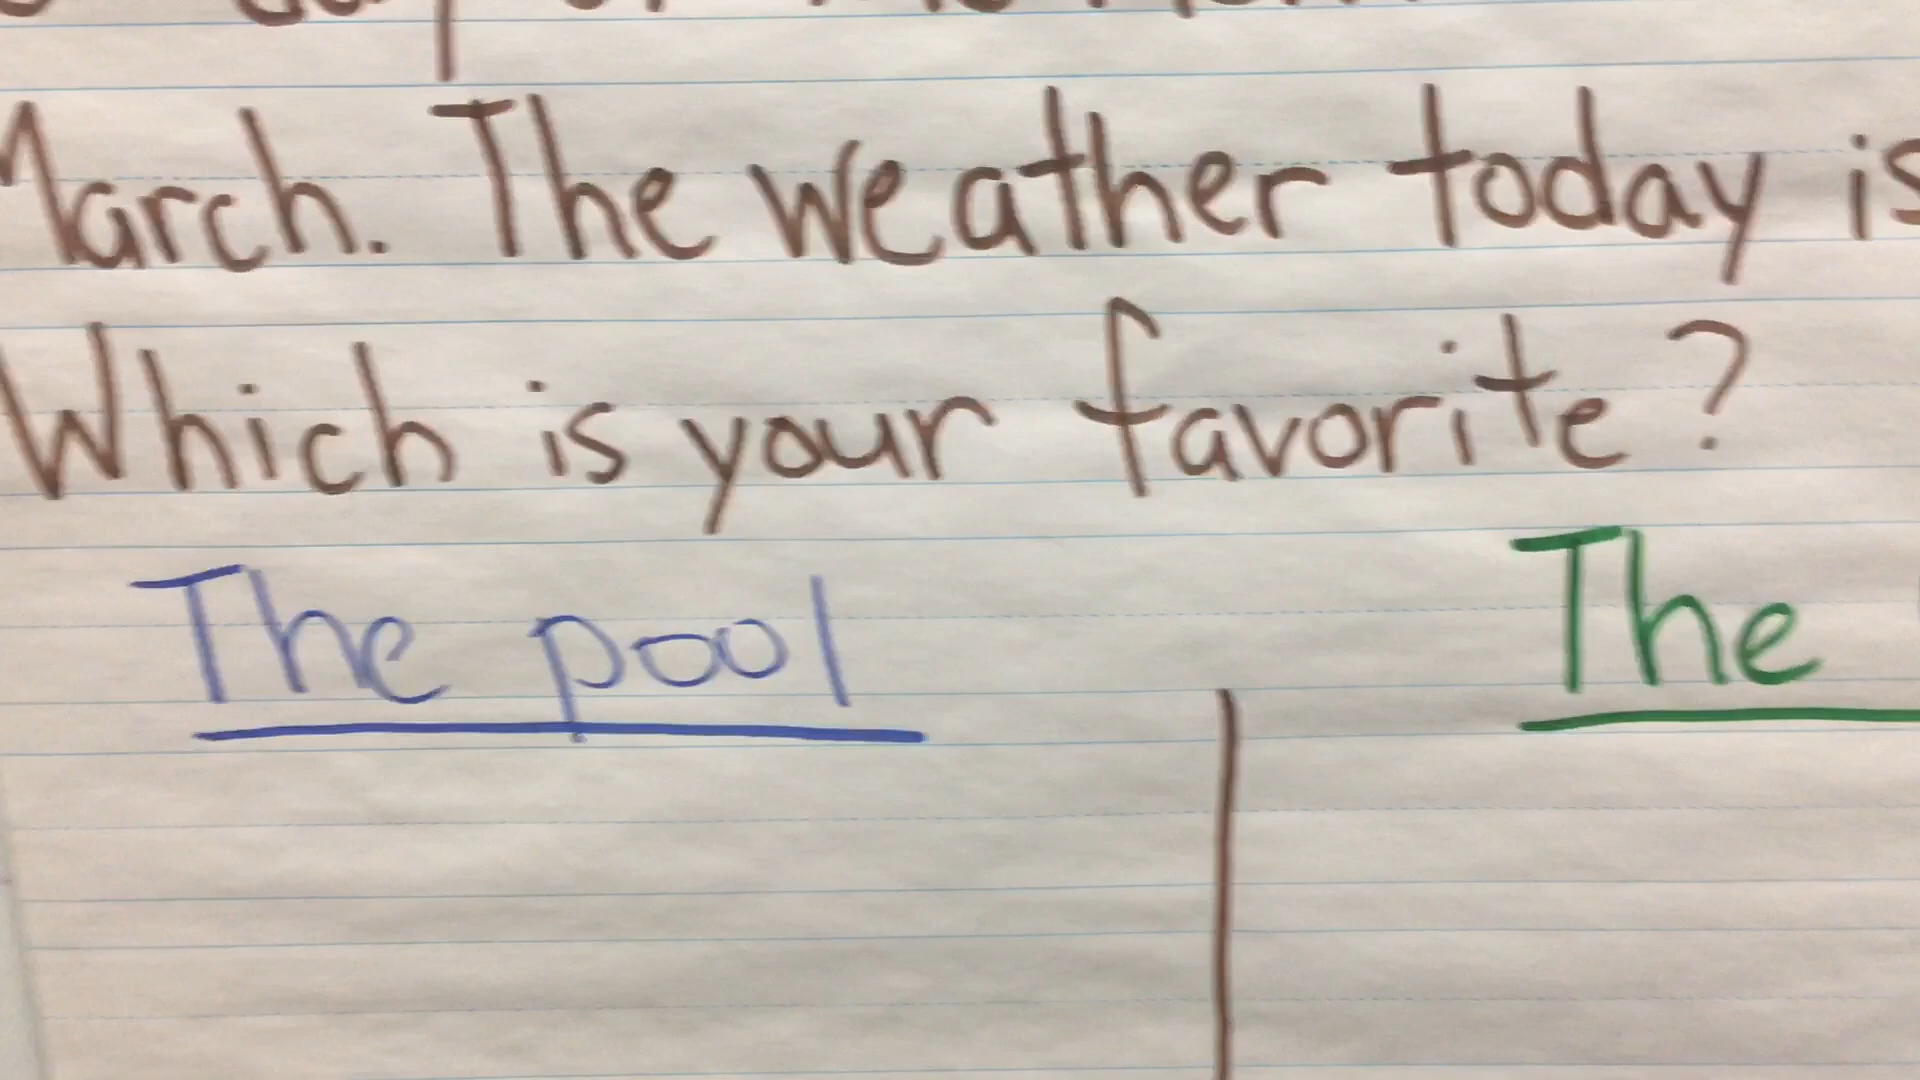 March. The weather today is
Which is your favorite?
The pool The